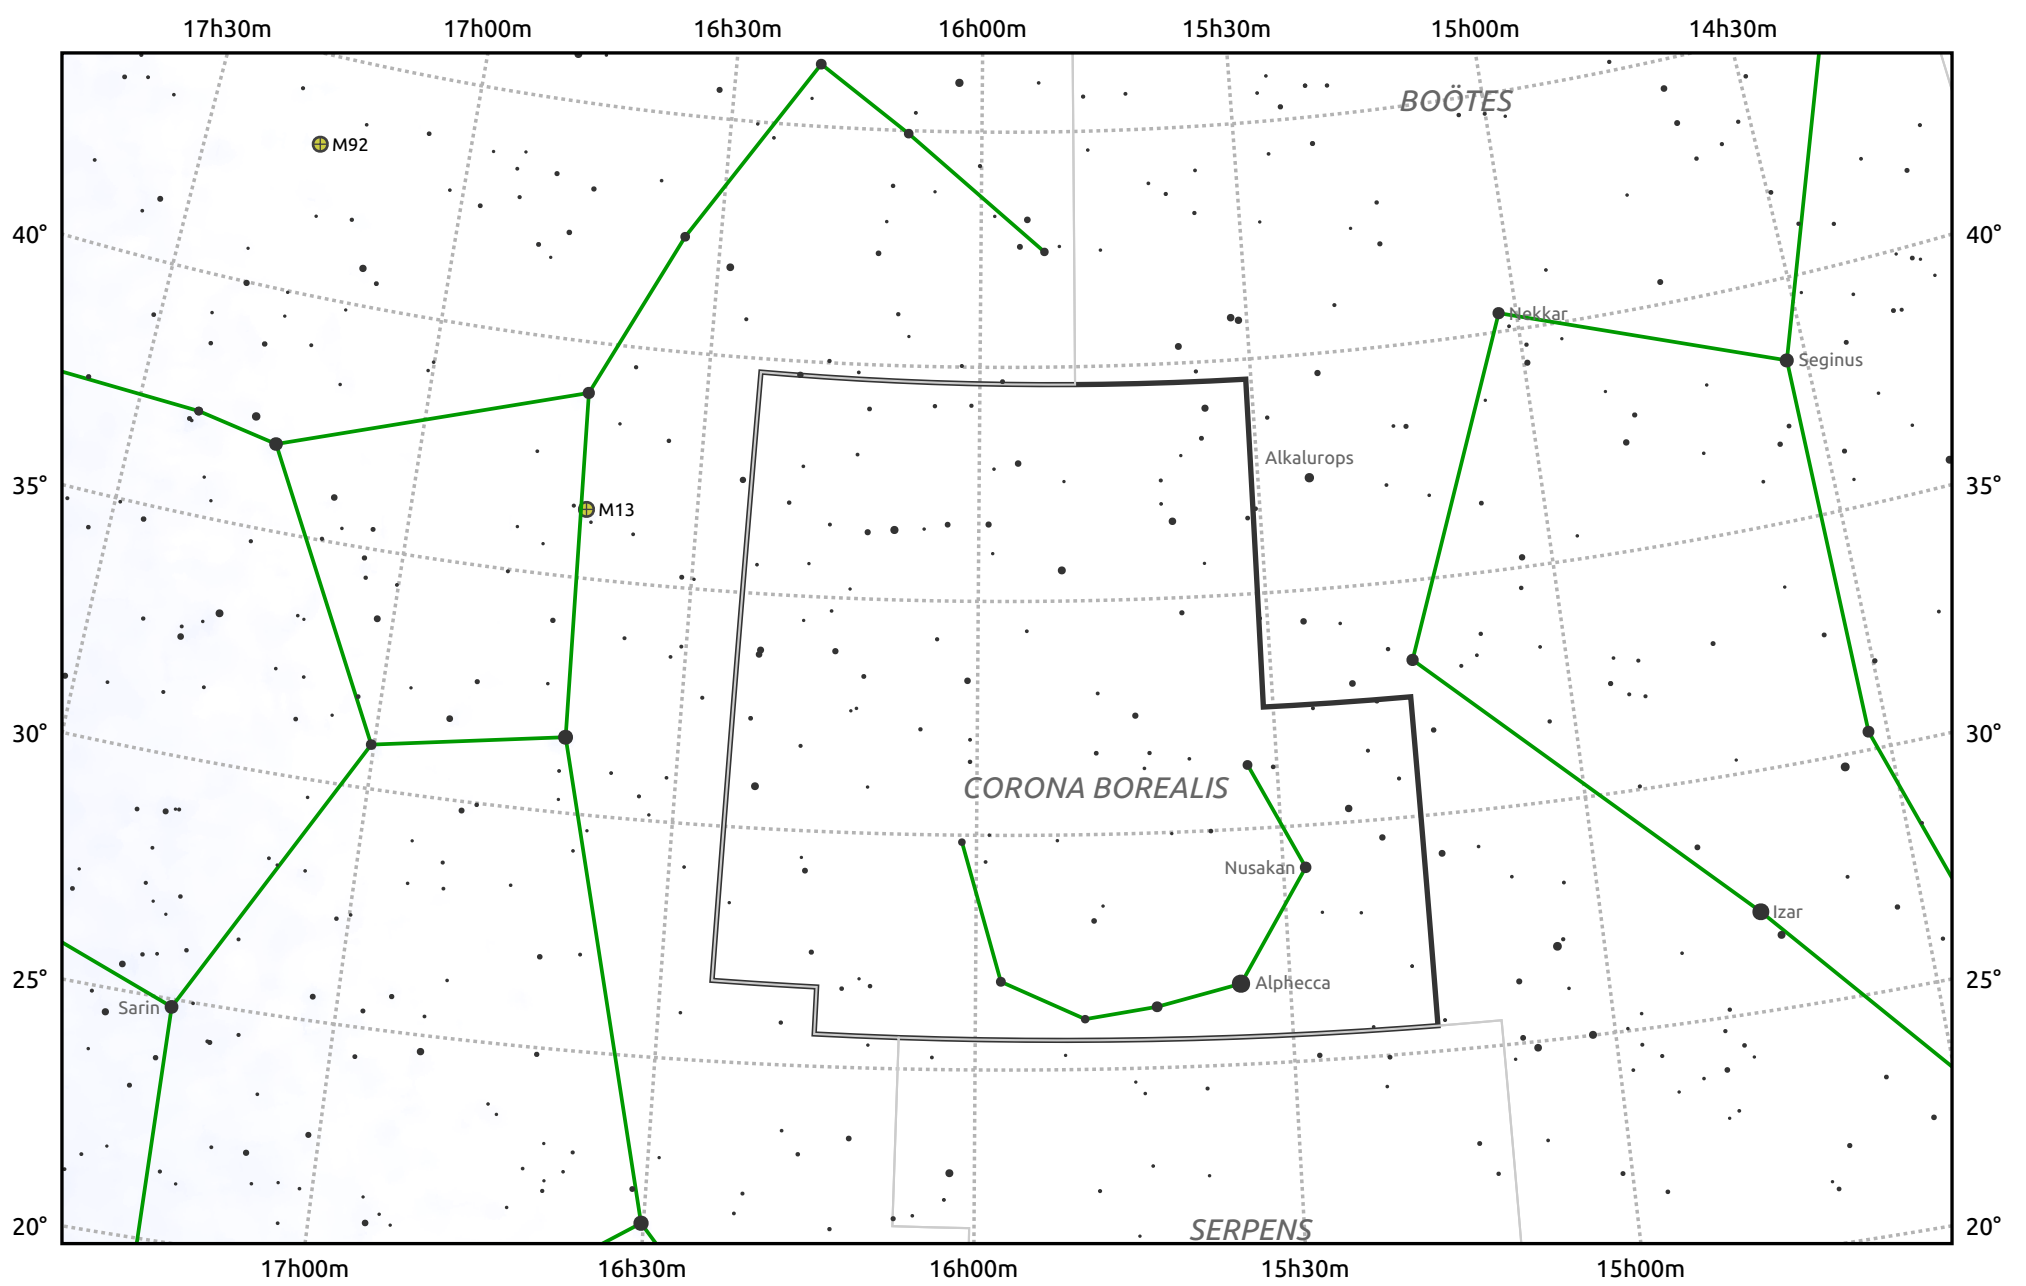 17h30m 17h00m 16h30m 16h00m 15h30m 15h00m 14h30m
BOÖTES
M92
40° 40°
Nekkar
Seginus
Alkalurops
35° 35°
M13
30° 30°
CORONA BOREALIS
Nusakan
Izar
25° 25°
Alphecca
Sarin
20° 20°
SERPENS
17h00m 16h30m 16h00m 15h30m 15h00m